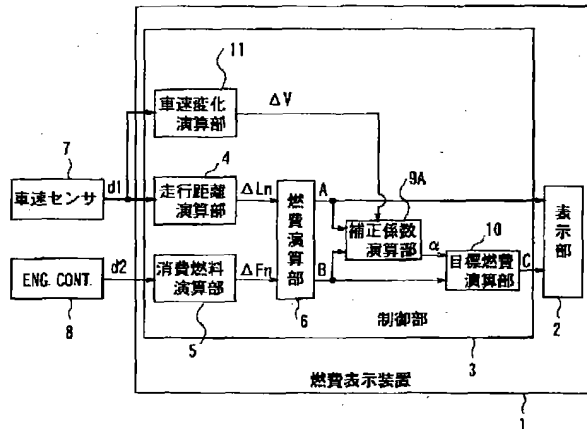 11
車速変化
演算部
ΔV
7
車速センサ
d1
4
走行距離
演算部
ΔLn
燃費演算部
6
A
B
9A
補正係数
演算部
α
10
目標燃費
演算部
C
表示部
2
ENG. CONT.
8
d2
消費燃料
演算部
5
ΔFn
制御部
3
燃費表示装置
1